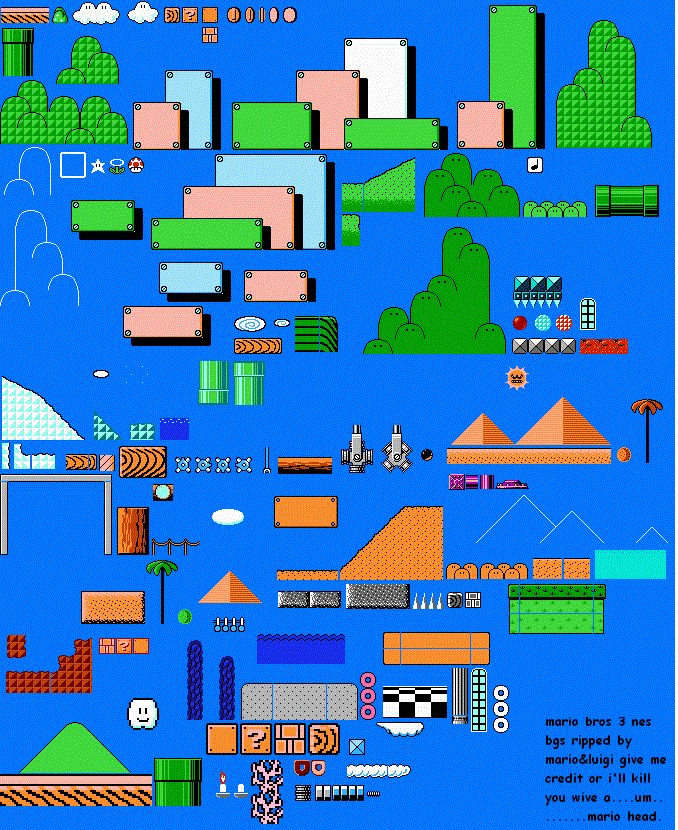 mario bros 3 nes
bgs ripped by
mario&luigi give me
credit or i'll kill
you wive a....um..
.......mario head.